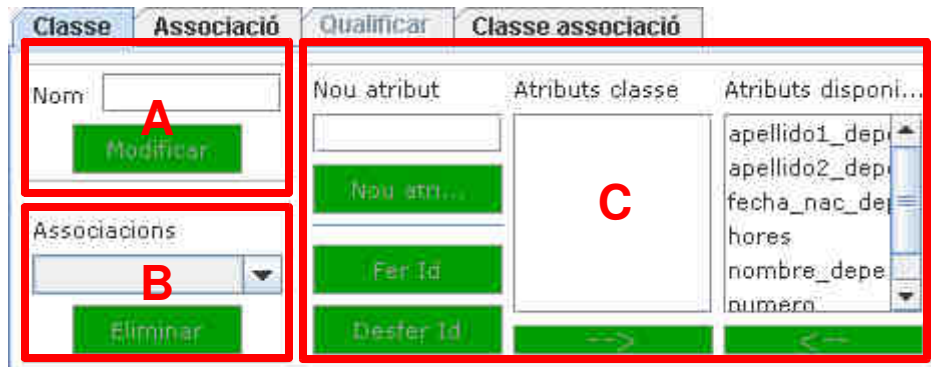 Classe Associació Qualificar Classe associació
Nom
A
Modificar
Associacions
B
Eliminar
Nou atribut
Nou atri...
Fer Id
Desfer Id
Atributs classe
C
-->
Atributs disponi...
apellido1_depe
apellido2_depe
fecha_nac_dep
hores
nombre_depe
numero
<--